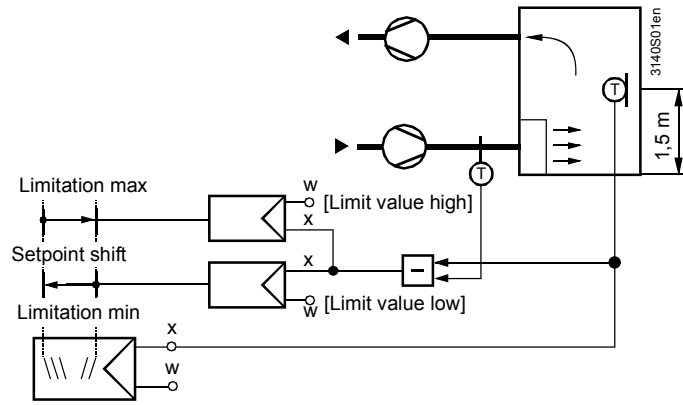 3140S01en
T
1,5 m
T
Limitation max
w
[Limit value high]
x
Setpoint shift
x
−
w
[Limit value low]
Limitation min
x
w